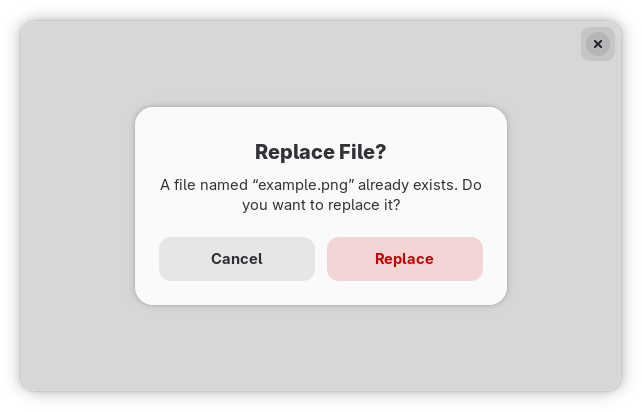 Replace File?
A file named “example.png” already exists. Do
you want to replace it?
Cancel
Replace